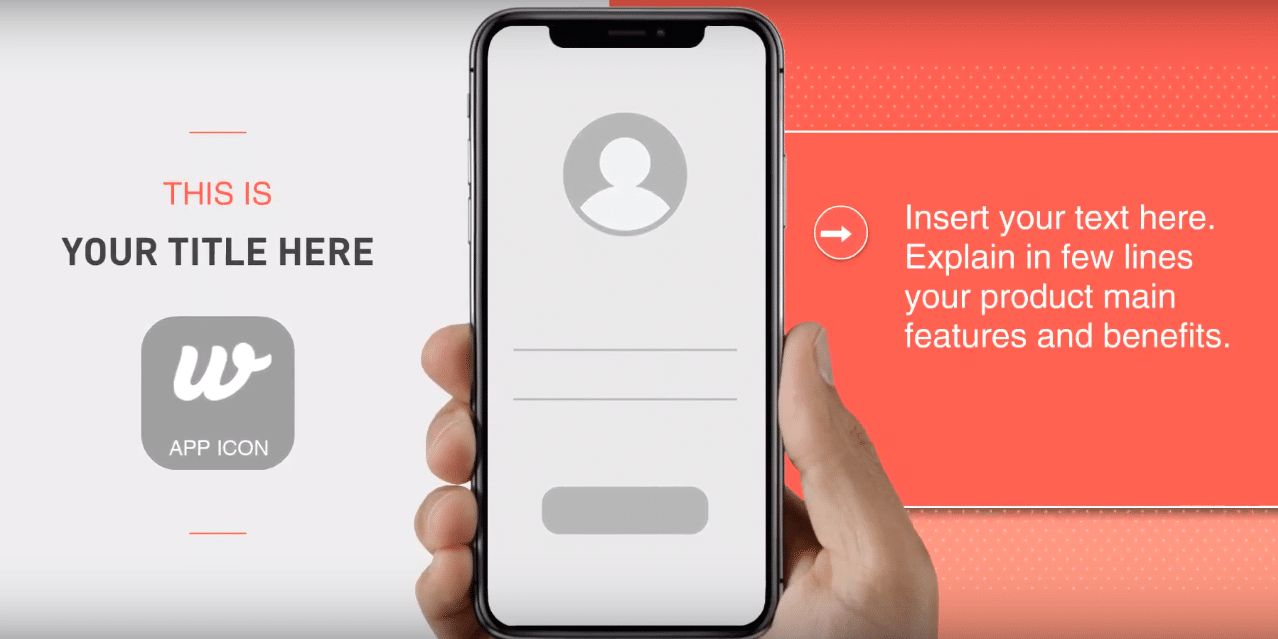 THIS IS
YOUR TITLE HERE
w
APP ICON
Insert your text here.
Explain in few lines
your product main
features and benefits.